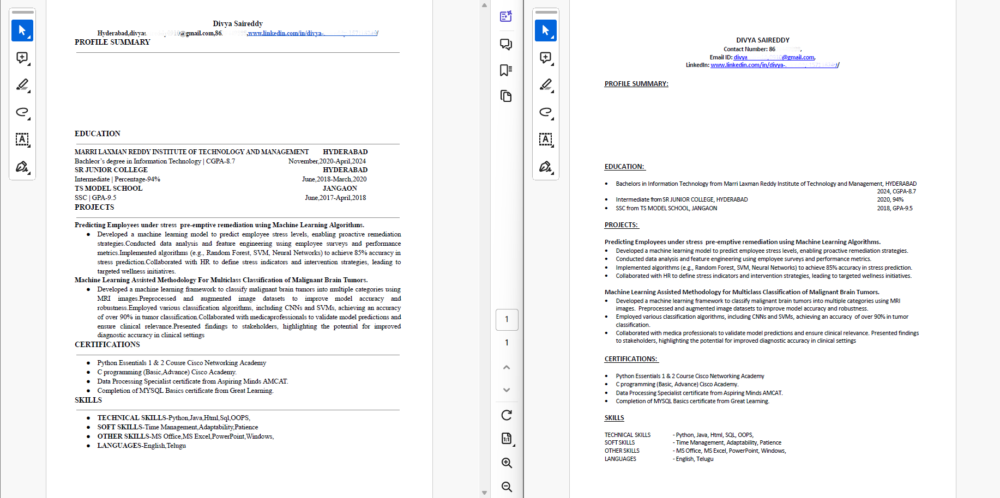 Divya Saireddy
Hyderabad,divyas 0910@gmail.com,86. ,www.linkedin.com/in/divya-. /
PROFILE SUMMARY
EDUCATION
MARRI LAXMAN REDDY INSTITUTE OF TECHNOLOGY AND MANAGEMENT HYDERABAD
Bachleor’s degree in Information Technology | CGPA-8.7 November,2020-April,2024
SR JUNIOR COLLEGE HYDERABAD
Intermediate | Percentage-94% June,2018-March,2020
TS MODEL SCHOOL JANGAON
SSC | GPA-9.5 June,2017-April,2018
PROJECTS
Predicting Employees under stress pre-emptive remediation using Machine Learning Algorithms.
● Developed a machine learning model to predict employee stress levels, enabling proactive remediation
strategies.Conducted data analysis and feature engineering using employee surveys and performance
metrics.Implemented algorithms (e.g., Random Forest, SVM, Neural Networks) to achieve 85% accuracy in
stress prediction.Collaborated with HR to define stress indicators and intervention strategies, leading to
targeted wellness initiatives.
Machine Learning Assisted Methodology For Multiclass Classification of Malignant Brain Tumors.
● Developed a machine learning framework to classify malignant brain tumors into multiple categories using
MRI images.Preprocessed and augmented image datasets to improve model accuracy and
robustness.Employed various classification algorithms, including CNNs and SVMs, achieving an accuracy
of over 90% in tumor classification.Collaborated with medicaprofessionals to validate model predictions and
ensure clinical relevance.Presented findings to stakeholders, highlighting the potential for improved
diagnostic accuracy in clinical settings
CERTIFICATIONS
● Python Essentials 1 & 2 Cousre Cisco Networking Academy
● C programming (Basic,Advance) Cisco Academy.
● Data Processing Specialist certificate from Aspiring Minds AMCAT.
● Completion of MYSQL Basics certificate from Great Learning.
SKILLS
● TECHNICAL SKILLS-Python,Java,Html,Sql,OOPS,
● SOFT SKILLS-Time Management,Adaptability,Patience
● OTHER SKILLS-MS Office,MS Excel,PowerPoint,Windows,
● LANGUAGES-English,Telugu
1
1
DIVYA SAIREDDY
Contact Number: 86 ,
Email ID: divya 0910@gmail.com,
LinkedIn: www.linkedin.com/in/divya-. /
PROFILE SUMMARY:
EDUCATION:
• Bachelors in Information Technology from Marri Laxman Reddy Institute of Technology and Management, HYDERABAD
2024, CGPA-8.7
• Intermediate from SR JUNIOR COLLEGE, HYDERABAD 2020, 94%
• SSC from TS MODEL SCHOOL, JANGAON 2018, GPA-9.5
PROJECTS:
Predicting Employees under stress pre-emptive remediation using Machine Learning Algorithms.
• Developed a machine learning model to predict employee stress levels, enabling proactive remediation strategies.
• Conducted data analysis and feature engineering using employee surveys and performance metrics.
• Implemented algorithms (e.g., Random Forest, SVM, Neural Networks) to achieve 85% accuracy in stress prediction.
• Collaborated with HR to define stress indicators and intervention strategies, leading to targeted wellness initiatives.
Machine Learning Assisted Methodology for Multiclass Classification of Malignant Brain Tumors.
• Developed a machine learning framework to classify malignant brain tumors into multiple categories using MRI
images. Preprocessed and augmented image datasets to improve model accuracy and robustness.
• Employed various classification algorithms, including CNNs and SVMs, achieving an accuracy of over 90% in tumor
classification.
• Collaborated with medica professionals to validate model predictions and ensure clinical relevance. Presented findings
to stakeholders, highlighting the potential for improved diagnostic accuracy in clinical settings
CERTIFICATIONS:
• Python Essentials 1 & 2 Course Cisco Networking Academy
• C programming (Basic, Advance) Cisco Academy.
• Data Processing Specialist certificate from Aspiring Minds AMCAT.
• Completion of MYSQL Basics certificate from Great Learning.
SKILLS
TECHNICAL SKILLS - Python, Java, Html, SQL, OOPS,
SOFT SKILLS - Time Management, Adaptability, Patience
OTHER SKILLS - MS Office, MS Excel, PowerPoint, Windows,
LANGUAGES - English, Telugu